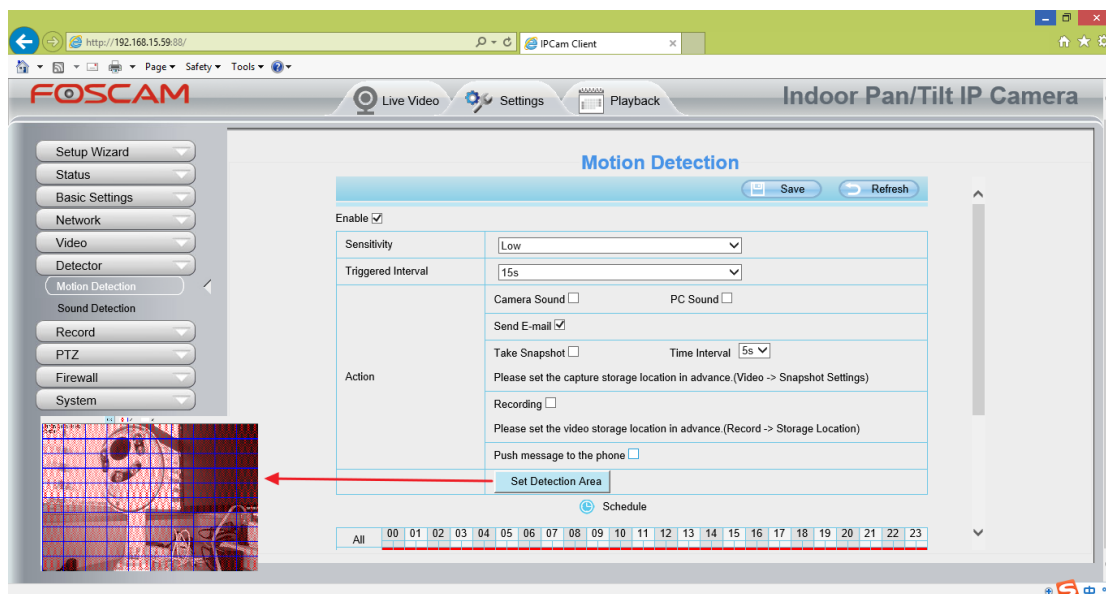 http://192.168.15.59:88/
IPCam Client
Page Safety Tools
FOSCAM
Live Video Settings Playback
Indoor Pan/Tilt IP Camera
Setup Wizard
Status
Basic Settings
Network
Video
Detector
Motion Detection
Sound Detection
Record
PTZ
Firewall
System
Motion Detection
Save Refresh
Enable
Sensitivity Low
Triggered Interval 15s
Action
Camera Sound PC Sound
Send E-mail
Take Snapshot Time Interval 5s
Please set the capture storage location in advance.(Video -> Snapshot Settings)
Recording
Please set the video storage location in advance.(Record -> Storage Location)
Push message to the phone
Set Detection Area
Schedule
All 00 01 02 03 04 05 06 07 08 09 10 11 12 13 14 15 16 17 18 19 20 21 22 23
中